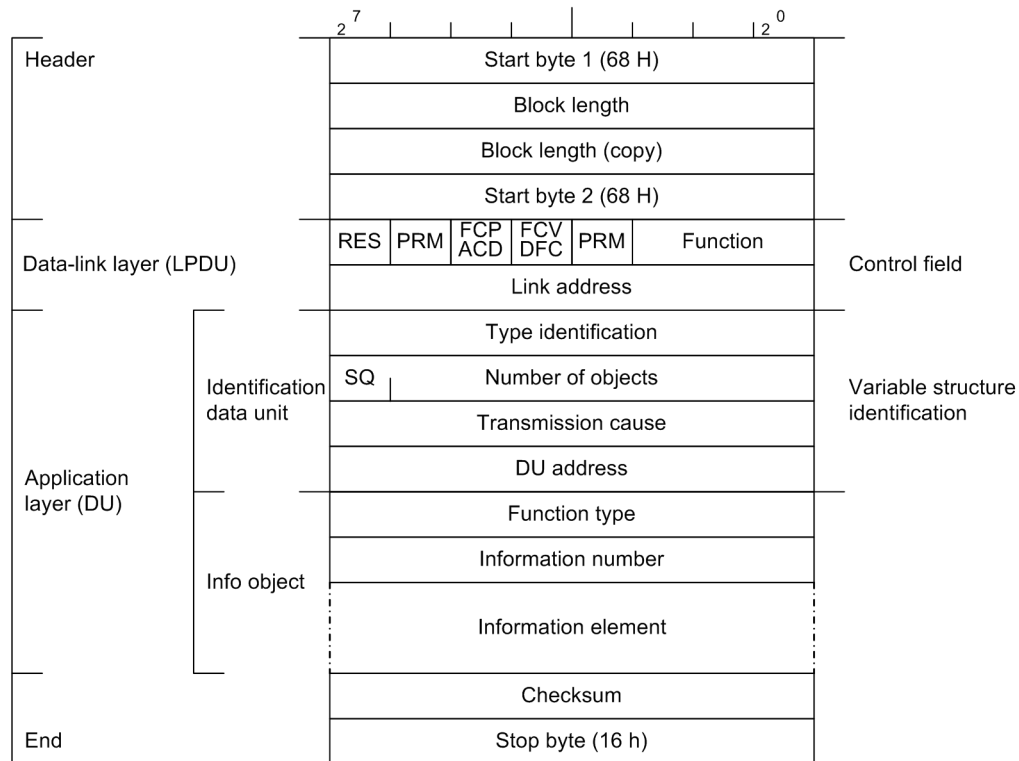 2 7 2 0
Header
Start byte 1 (68 H)
Block length
Block length (copy)
Start byte 2 (68 H)
RES PRM FCP ACD FCV DFC PRM Function
Data-link layer (LPDU)
Control field
Link address
Type identification
SQ Number of objects
Identification
data unit
Variable structure
identification
Transmission cause
DU address
Application
layer (DU)
Function type
Information number
Info object
Information element
Checksum
End
Stop byte (16 h)